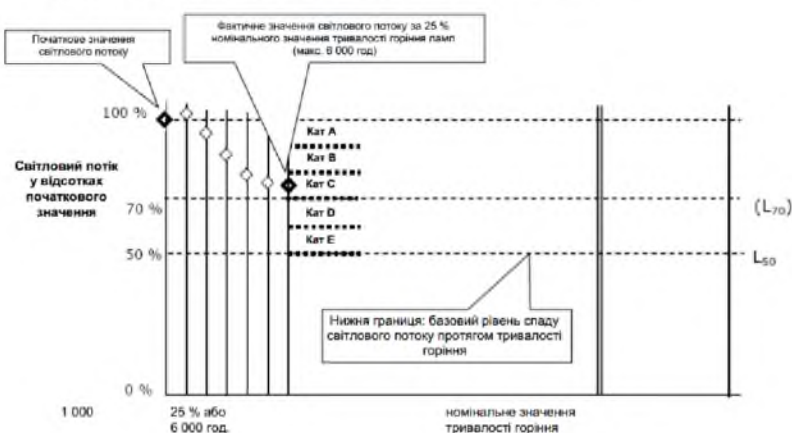 Початкове значення
світлового потоку
Фактичне значення світлового потоку за 25 %
номінального значення тривалості горіння ламп
(макс. 6 000 год)
100 %
Кат A
Кат B
Кат C
Кат D
Кат E
Світловий потік
у відсотках
початкового
значення
70 %
(L₇₀)
50 %
L₅₀
Нижня границя: базовий рівень спаду
світлового потоку протягом тривалості
горіння
0 %
1 000
25 % або
6 000 год.
номінальне значення
тривалості горіння